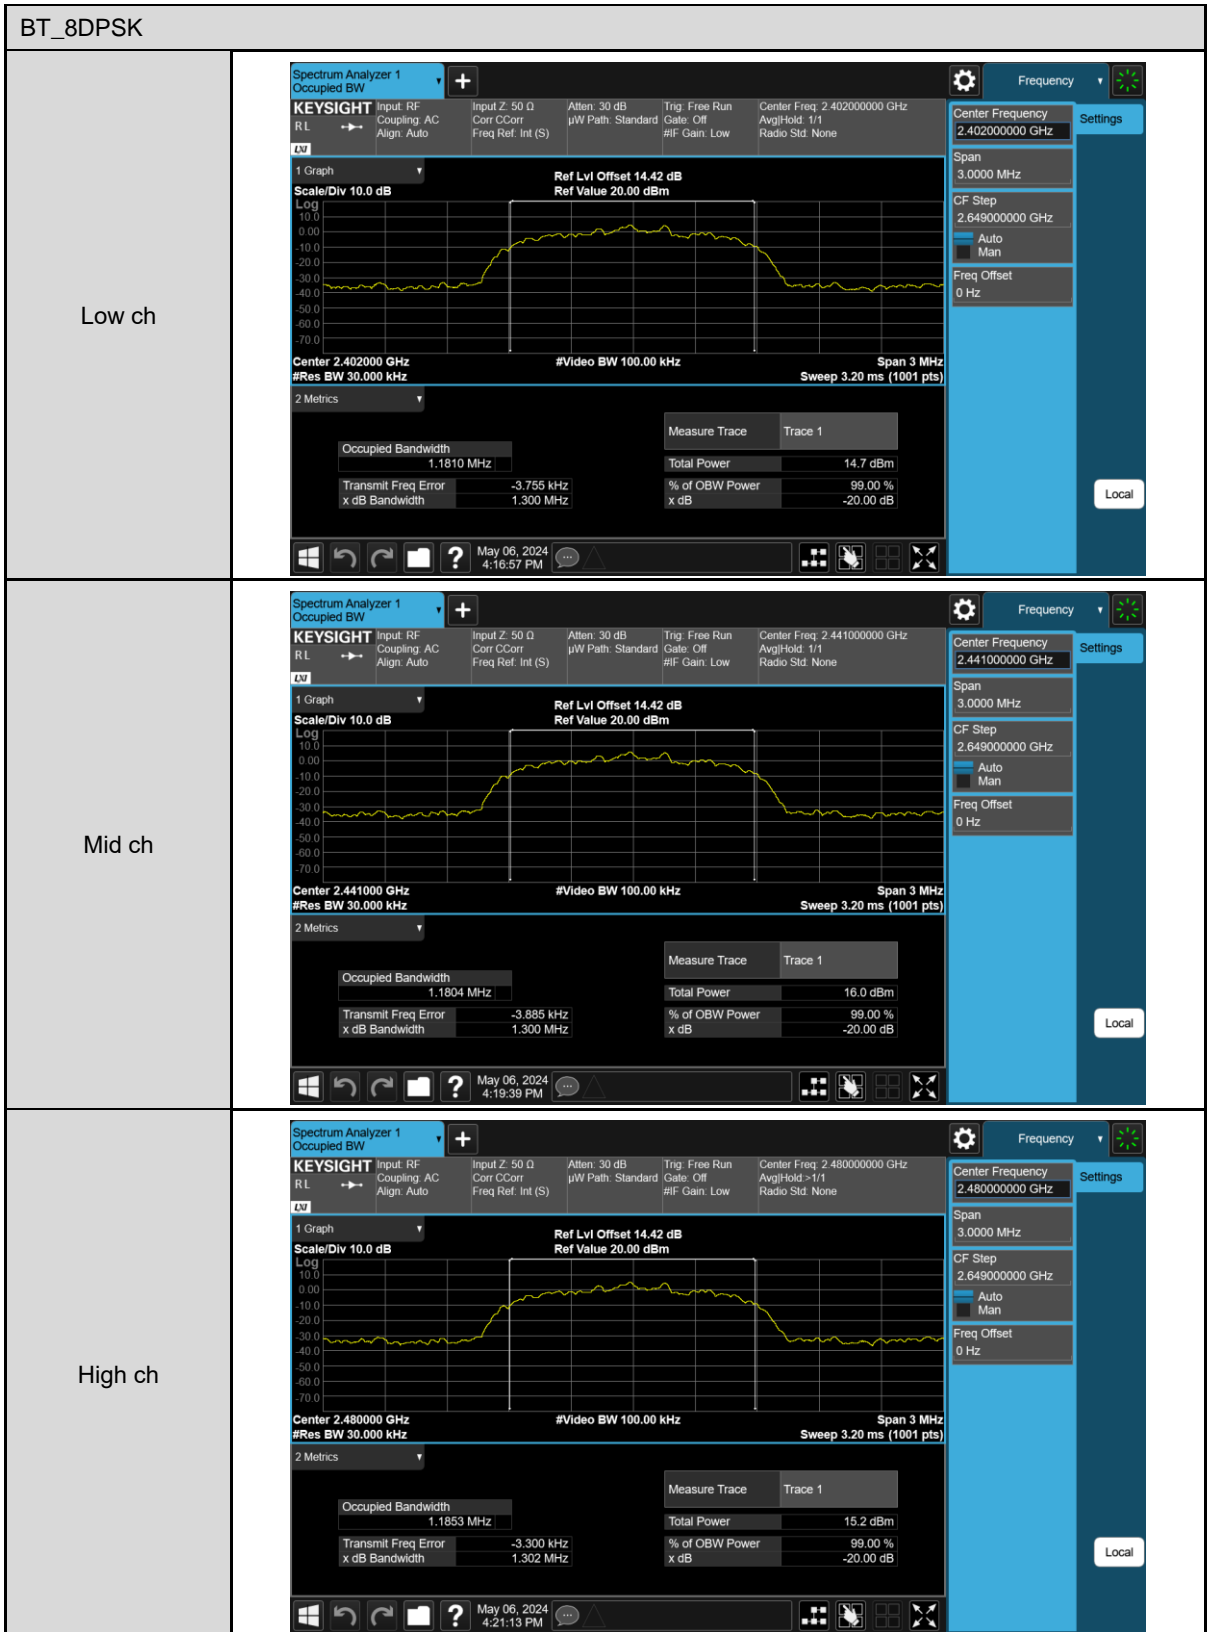 BT_8DPSK
Low ch
Spectrum Analyzer 1
Occupied BW
Frequency
KEYSIGHT
RL
LXI
Input: RF
Coupling: AC
Align: Auto
Input Z: 50 Ω
Corr CCorr
Freq Ref: Int (S)
Atten: 30 dB
µW Path: Standard
Trig: Free Run
Gate: Off
#IF Gain: Low
Center Freq: 2.402000000 GHz
Avg|Hold: 1/1
Radio Std: None
Center Frequency
2.402000000 GHz
Settings
Span
3.0000 MHz
CF Step
2.649000000 GHz
Auto
Man
Freq Offset
0 Hz
1 Graph
Scale/Div 10.0 dB
Ref Lvl Offset 14.42 dB
Ref Value 20.00 dBm
Log
10.0
0.00
-10.0
-20.0
-30.0
-40.0
-50.0
-60.0
-70.0
Center 2.402000 GHz
#Video BW 100.00 kHz
Span 3 MHz
#Res BW 30.000 kHz
Sweep 3.20 ms (1001 pts)
2 Metrics
Measure Trace Trace 1
Occupied Bandwidth
1.1810 MHz
Total Power 14.7 dBm
Transmit Freq Error -3.755 kHz
% of OBW Power 99.00 %
x dB Bandwidth 1.300 MHz
x dB -20.00 dB
Local
?
May 06, 2024
4:16:57 PM
Mid ch
Spectrum Analyzer 1
Occupied BW
Frequency
KEYSIGHT
RL
LXI
Input: RF
Coupling: AC
Align: Auto
Input Z: 50 Ω
Corr CCorr
Freq Ref: Int (S)
Atten: 30 dB
µW Path: Standard
Trig: Free Run
Gate: Off
#IF Gain: Low
Center Freq: 2.441000000 GHz
Avg|Hold: 1/1
Radio Std: None
Center Frequency
2.441000000 GHz
Settings
Span
3.0000 MHz
CF Step
2.649000000 GHz
Auto
Man
Freq Offset
0 Hz
1 Graph
Scale/Div 10.0 dB
Ref Lvl Offset 14.42 dB
Ref Value 20.00 dBm
Log
10.0
0.00
-10.0
-20.0
-30.0
-40.0
-50.0
-60.0
-70.0
Center 2.441000 GHz
#Video BW 100.00 kHz
Span 3 MHz
#Res BW 30.000 kHz
Sweep 3.20 ms (1001 pts)
2 Metrics
Measure Trace Trace 1
Occupied Bandwidth
1.1804 MHz
Total Power 16.0 dBm
Transmit Freq Error -3.885 kHz
% of OBW Power 99.00 %
x dB Bandwidth 1.300 MHz
x dB -20.00 dB
Local
?
May 06, 2024
4:19:39 PM
High ch
Spectrum Analyzer 1
Occupied BW
Frequency
KEYSIGHT
RL
LXI
Input: RF
Coupling: AC
Align: Auto
Input Z: 50 Ω
Corr CCorr
Freq Ref: Int (S)
Atten: 30 dB
µW Path: Standard
Trig: Free Run
Gate: Off
#IF Gain: Low
Center Freq: 2.480000000 GHz
Avg|Hold:>1/1
Radio Std: None
Center Frequency
2.480000000 GHz
Settings
Span
3.0000 MHz
CF Step
2.649000000 GHz
Auto
Man
Freq Offset
0 Hz
1 Graph
Scale/Div 10.0 dB
Ref Lvl Offset 14.42 dB
Ref Value 20.00 dBm
Log
10.0
0.00
-10.0
-20.0
-30.0
-40.0
-50.0
-60.0
-70.0
Center 2.480000 GHz
#Video BW 100.00 kHz
Span 3 MHz
#Res BW 30.000 kHz
Sweep 3.20 ms (1001 pts)
2 Metrics
Measure Trace Trace 1
Occupied Bandwidth
1.1853 MHz
Total Power 15.2 dBm
Transmit Freq Error -3.300 kHz
% of OBW Power 99.00 %
x dB Bandwidth 1.302 MHz
x dB -20.00 dB
Local
?
May 06, 2024
4:21:13 PM